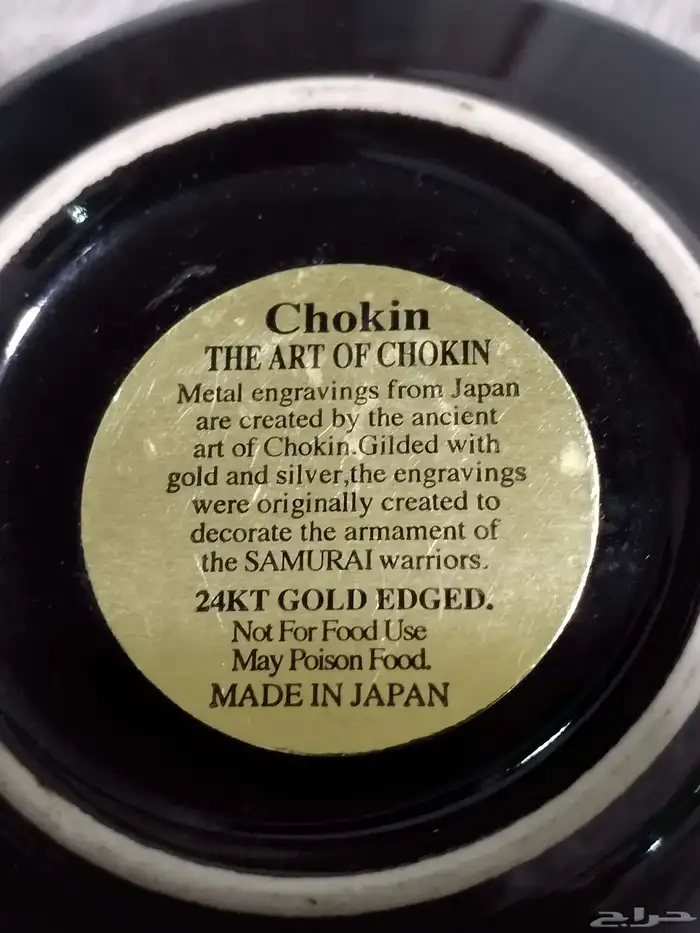 Chokin
THE ART OF CHOKIN
Metal engravings from Japan
are created by the ancient
art of Chokin.Gilded with
gold and silver,the engravings
were originally created to
decorate the armament of
the SAMURAI warriors.
24KT GOLD EDGED.
Not For Food Use
May Poison Food.
MADE IN JAPAN
حراج